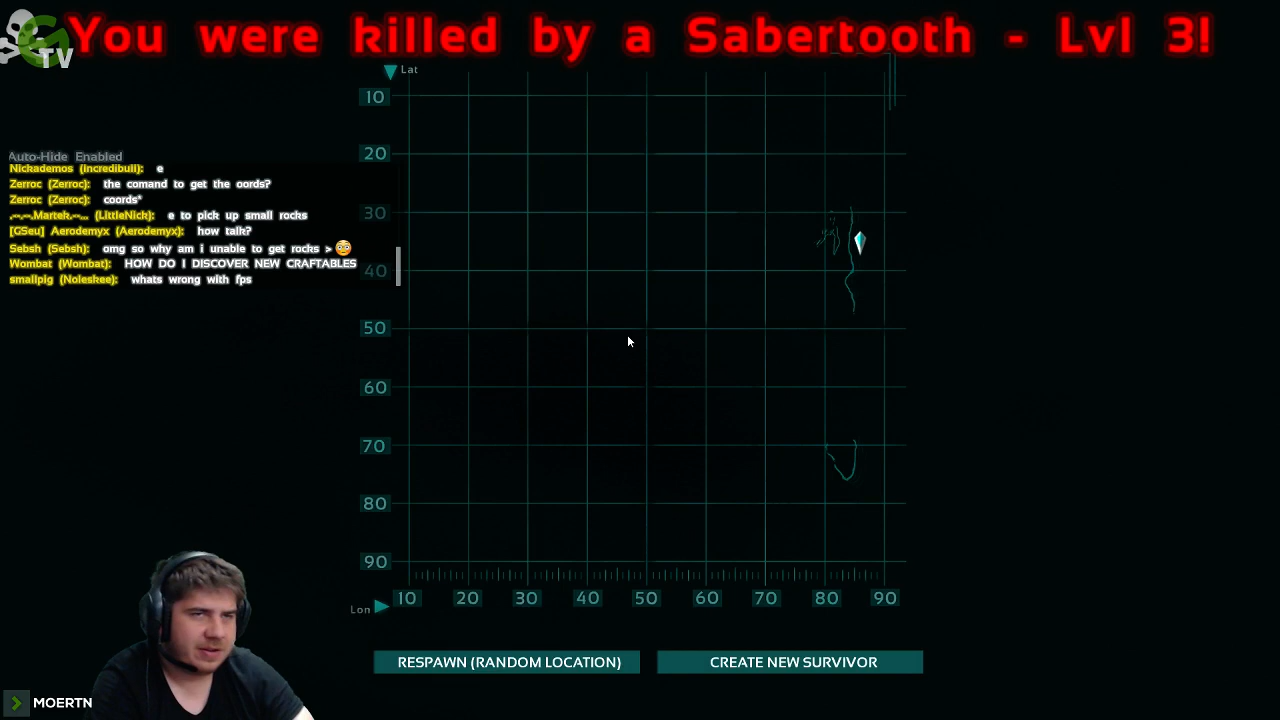 You were killed by a Sabertooth - Lvl 3!
G TV
Lat
10
20
30
40
50
60
70
80
90
Auto-Hide Enabled
Nickademos (Incredibull): e
Zerroc (Zerroc): the comand to get the oords?
Zerroc (Zerroc): coords*
.--.--.Martek.--... (LittleNick): e to pick up small rocks
[GSeu] Aerodemyx (Aerodemyx): how talk?
Sebsh (Sebsh): omg so why am i unable to get rocks > 😳
Wombat (Wombat): HOW DO I DISCOVER NEW CRAFTABLES
smallpig (Noleskee): whats wrong with fps
Lon 10 20 30 40 50 60 70 80 90
RESPAWN (RANDOM LOCATION)
CREATE NEW SURVIVOR
MOERTN